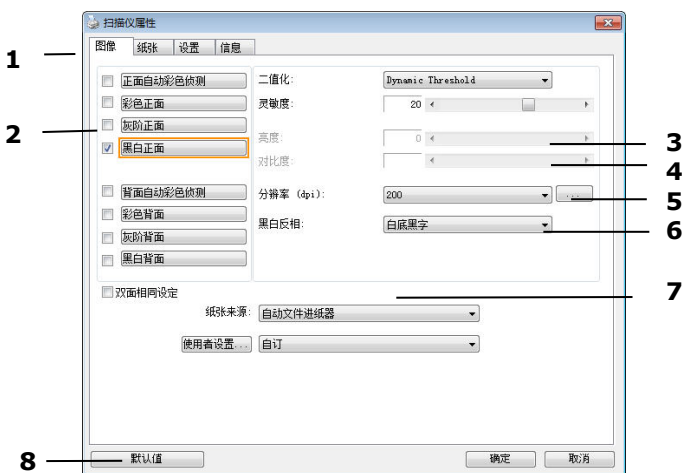 扫描仪属性
图像 纸张 设置 信息
1
正面自动彩色侦测
彩色正面
灰阶正面
黑白正面
2
背面自动彩色侦测
彩色背面
灰阶背面
黑白背面
二值化: Dynamic Threshold
灵敏度: 20
亮度: 0
3
对比度:
4
分辨率 (dpi): 200 ...
5
黑白反相: 白底黑字
6
双面相同设定
7
纸张来源: 自动文件进纸器
使用者设置... 自订
8 默认值 确定 取消